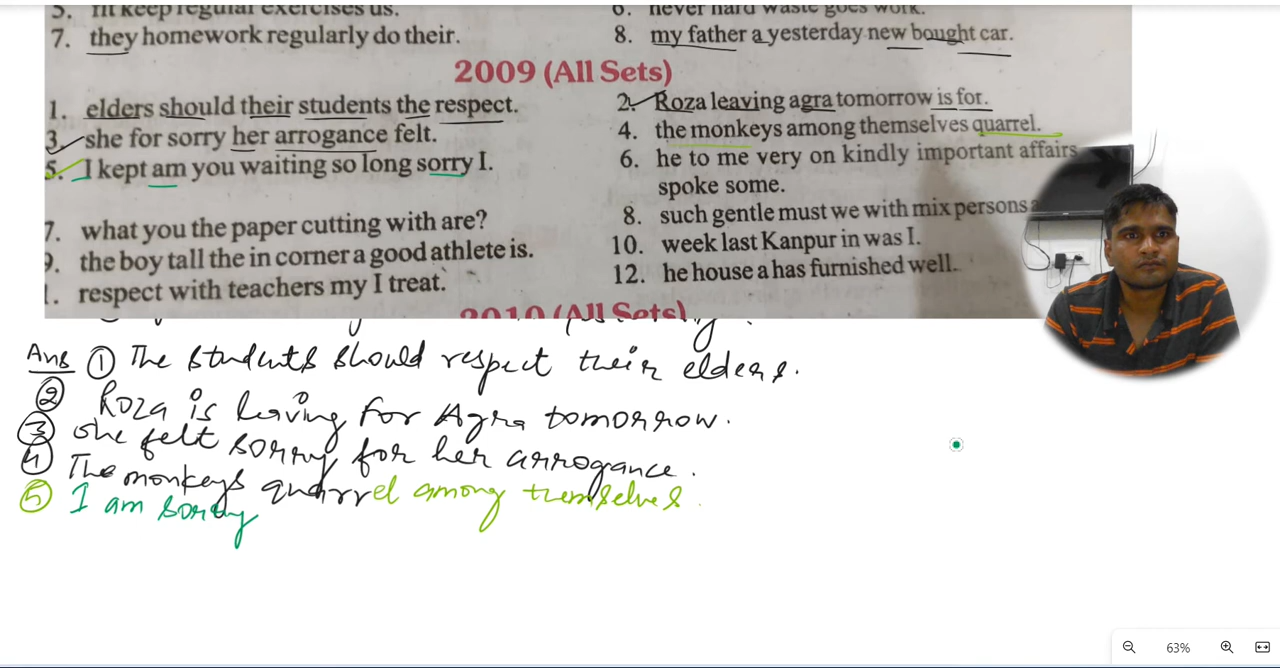 5. fit keep regular exercises us.
6. never hard waste goes work.
7. they homework regularly do their.
8. my father a yesterday new bought car.
2009 (All Sets)
1. elders should their students the respect.
2. Roza leaving agra tomorrow is for.
3. she for sorry her arrogance felt.
4. the monkeys among themselves quarrel.
5. I kept am you waiting so long sorry I.
6. he to me very on kindly important affairs
spoke some.
7. what you the paper cutting with are?
8. such gentle must we with mix persons
9. the boy tall the in corner a good athlete is.
10. week last Kanpur in was I.
1. respect with teachers my I treat.
12. he house a has furnished well.
2010 (All Sets)
Ans ① The students should respect their elders.
② Roza is leaving for Agra tomorrow.
③ she felt sorry for her arrogance.
④ The monkeys quarrel among themselves.
⑤ I am sorry
63%